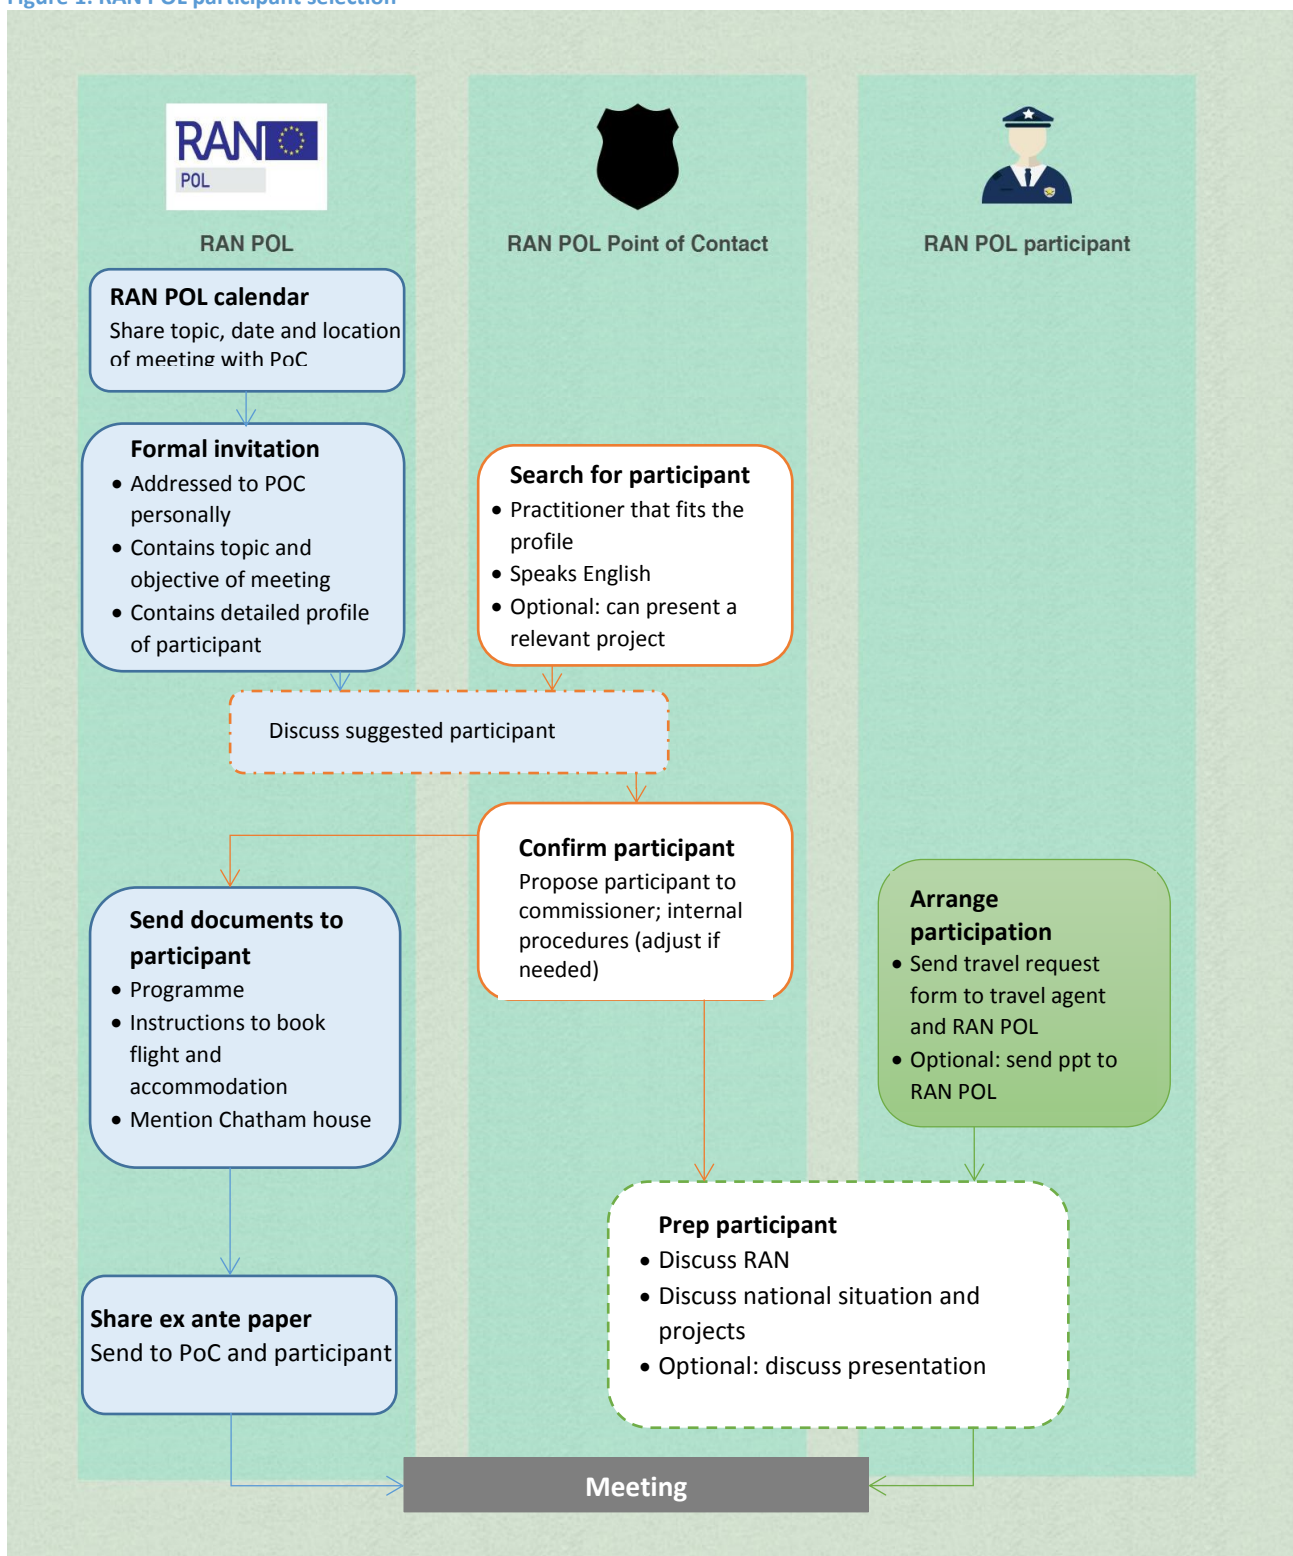 Figure 1: RAN POL participant selection
RAN
POL
RAN POL
RAN POL Point of Contact
RAN POL participant
RAN POL calendar
Share topic, date and location
of meeting with PoC
Formal invitation
• Addressed to POC
personally
• Contains topic and
objective of meeting
• Contains detailed profile
of participant
Search for participant
• Practitioner that fits the
profile
• Speaks English
• Optional: can present a
relevant project
Discuss suggested participant
Confirm participant
Propose participant to
commissioner; internal
procedures (adjust if
needed)
Send documents to
participant
• Programme
• Instructions to book
flight and
accommodation
• Mention Chatham house
Arrange
participation
• Send travel request
form to travel agent
and RAN POL
• Optional: send ppt to
RAN POL
Prep participant
• Discuss RAN
• Discuss national situation and
projects
• Optional: discuss presentation
Share ex ante paper
Send to PoC and participant
Meeting